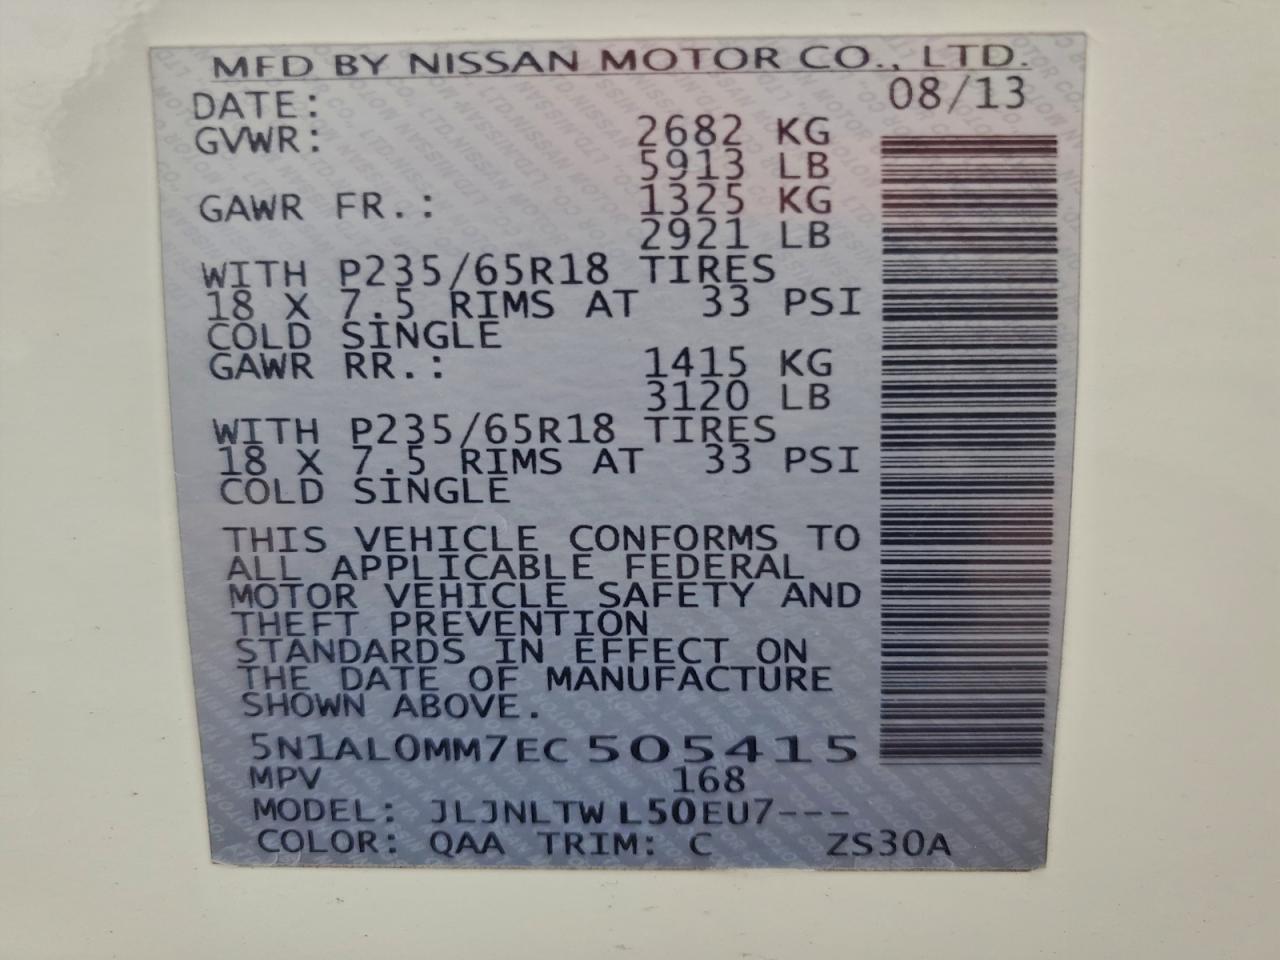 MFD BY NISSAN MOTOR CO., LTD.
DATE: 08/13
GVWR: 2682 KG
5913 LB
GAWR FR.: 1325 KG
2921 LB
WITH P235/65R18 TIRES
18 X 7.5 RIMS AT 33 PSI
COLD SINGLE
GAWR RR.: 1415 KG
3120 LB
WITH P235/65R18 TIRES
18 X 7.5 RIMS AT 33 PSI
COLD SINGLE
THIS VEHICLE CONFORMS TO
ALL APPLICABLE FEDERAL
MOTOR VEHICLE SAFETY AND
THEFT PREVENTION
STANDARDS IN EFFECT ON
THE DATE OF MANUFACTURE
SHOWN ABOVE.
5N1AL0MM7EC505415
MPV 168
MODEL: JLJNLTWL50EU7---
COLOR: QAA TRIM: C ZS30A